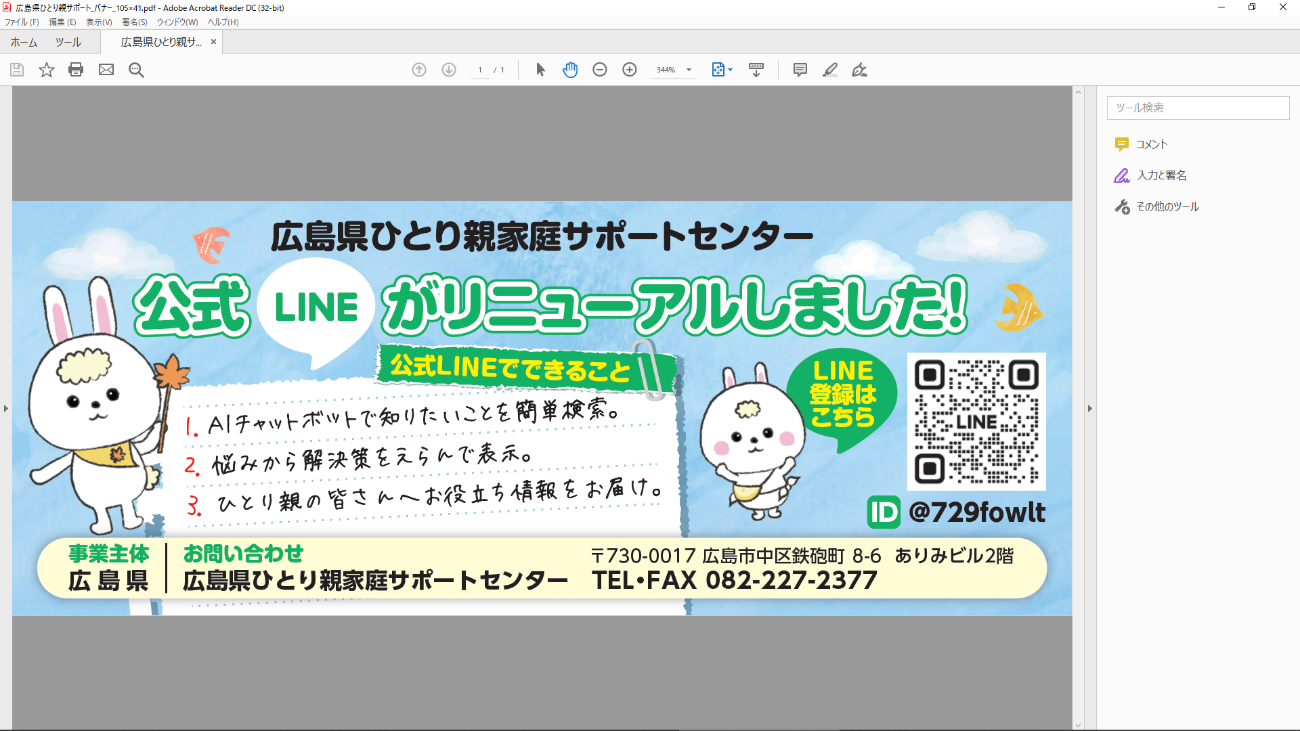 広島県ひとり親サポート_バナー_105×41.pdf - Adobe Acrobat Reader DC (32-bit)
ファイル(F) 編集(E) 表示(V) 署名(S) ウィンドウ(W) ヘルプ(H)
ホーム ツール 広島県ひとり親サ... ×
1 / 1 344%
ツール検索
コメント
入力と署名
その他のツール
広島県ひとり親家庭サポートセンター
公式 LINE がリニューアルしました!
公式LINEでできること
1. AIチャットボットで知りたいことを簡単検索。
2. 悩みから解決策をえらんで表示。
3. ひとり親の皆さんへお役立ち情報をお届け。
LINE
登録は
こちら
LINE
ID @729fowlt
事業主体
広島県
お問い合わせ
広島県ひとり親家庭サポートセンター
〒730-0017 広島市中区鉄砲町 8-6 ありみビル2階
TEL・FAX 082-227-2377